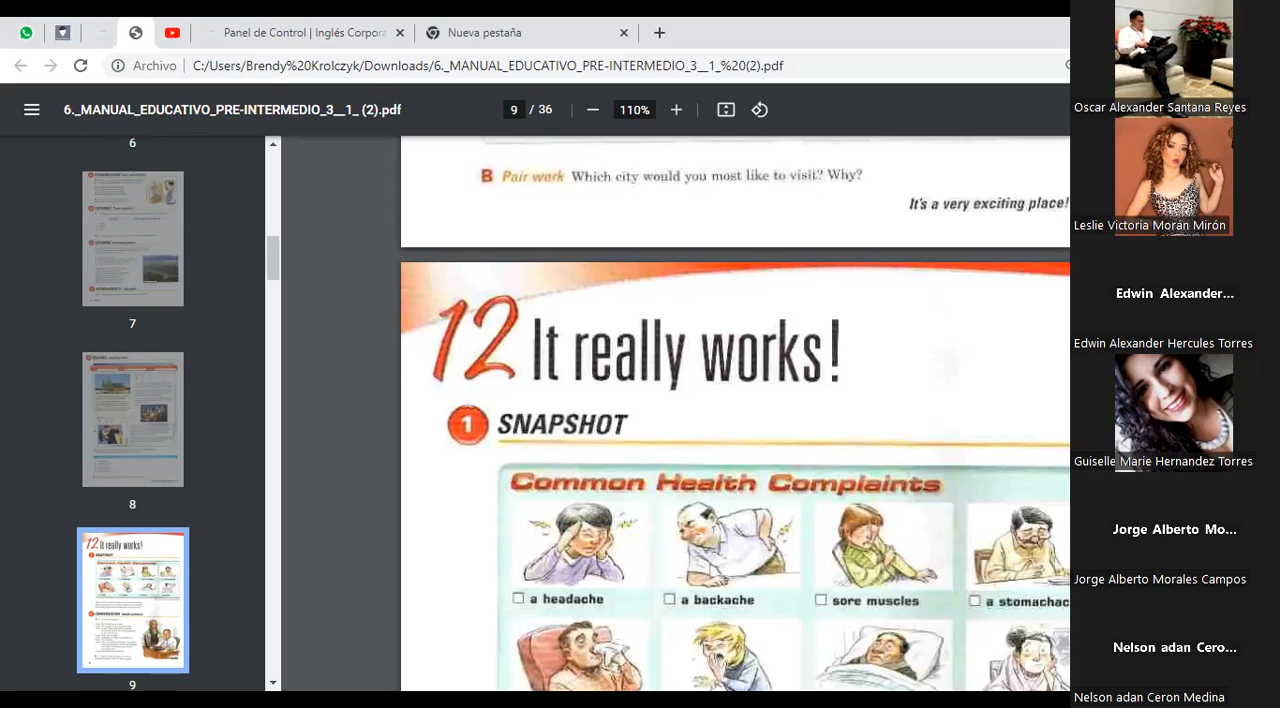 Panel de Control | Inglés Corpora
Nueva pestaña
Archivo
C:/Users/Brendy%20Krolczyk/Downloads/6._MANUAL_EDUCATIVO_PRE-INTERMEDIO_3__1_%20(2).pdf
6._MANUAL_EDUCATIVO_PRE-INTERMEDIO_3__1_ (2).pdf
9 / 36
110%
6
7
8
12 It really works!
9
B Pair work Which city would you most like to visit? Why?
It's a very exciting place!
12 It really works!
1 SNAPSHOT
Common Health Complaints
a headache
a backache
sore muscles
a stomachac
Oscar Alexander Santana Reyes
Leslie Victoria Morán Mirón
Edwin Alexander...
Edwin Alexander Hercules Torres
Guiselle Marie Hernandez Torres
Jorge Alberto Mo...
Jorge Alberto Morales Campos
Nelson adan Cero...
Nelson adan Ceron Medina